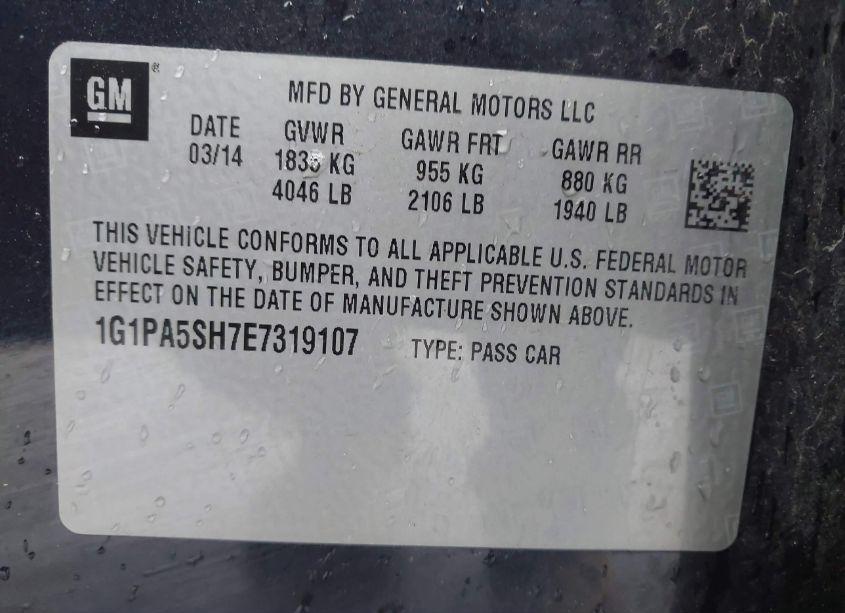 GM
MFD BY GENERAL MOTORS LLC
DATE GVWR GAWR FRT GAWR RR
03/14 1835 KG 955 KG 880 KG
4046 LB 2106 LB 1940 LB
THIS VEHICLE CONFORMS TO ALL APPLICABLE U.S. FEDERAL MOTOR
VEHICLE SAFETY, BUMPER, AND THEFT PREVENTION STANDARDS IN
EFFECT ON THE DATE OF MANUFACTURE SHOWN ABOVE.
1G1PA5SH7E7319107 TYPE: PASS CAR